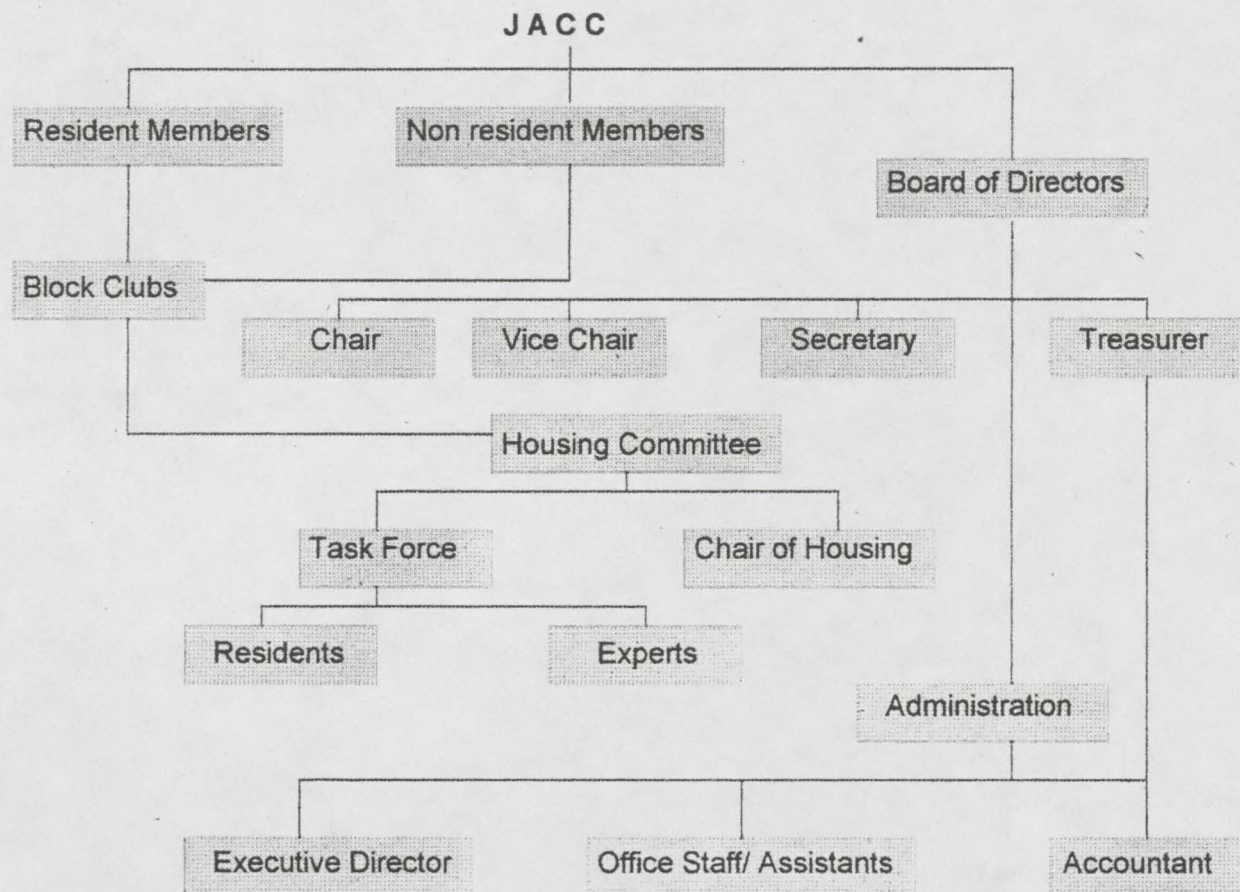 JACC
Resident Members
Non resident Members
Board of Directors
Block Clubs
Chair
Vice Chair
Secretary
Treasurer
Housing Committee
Task Force
Chair of Housing
Residents
Experts
Administration
Executive Director
Office Staff/ Assistants
Accountant